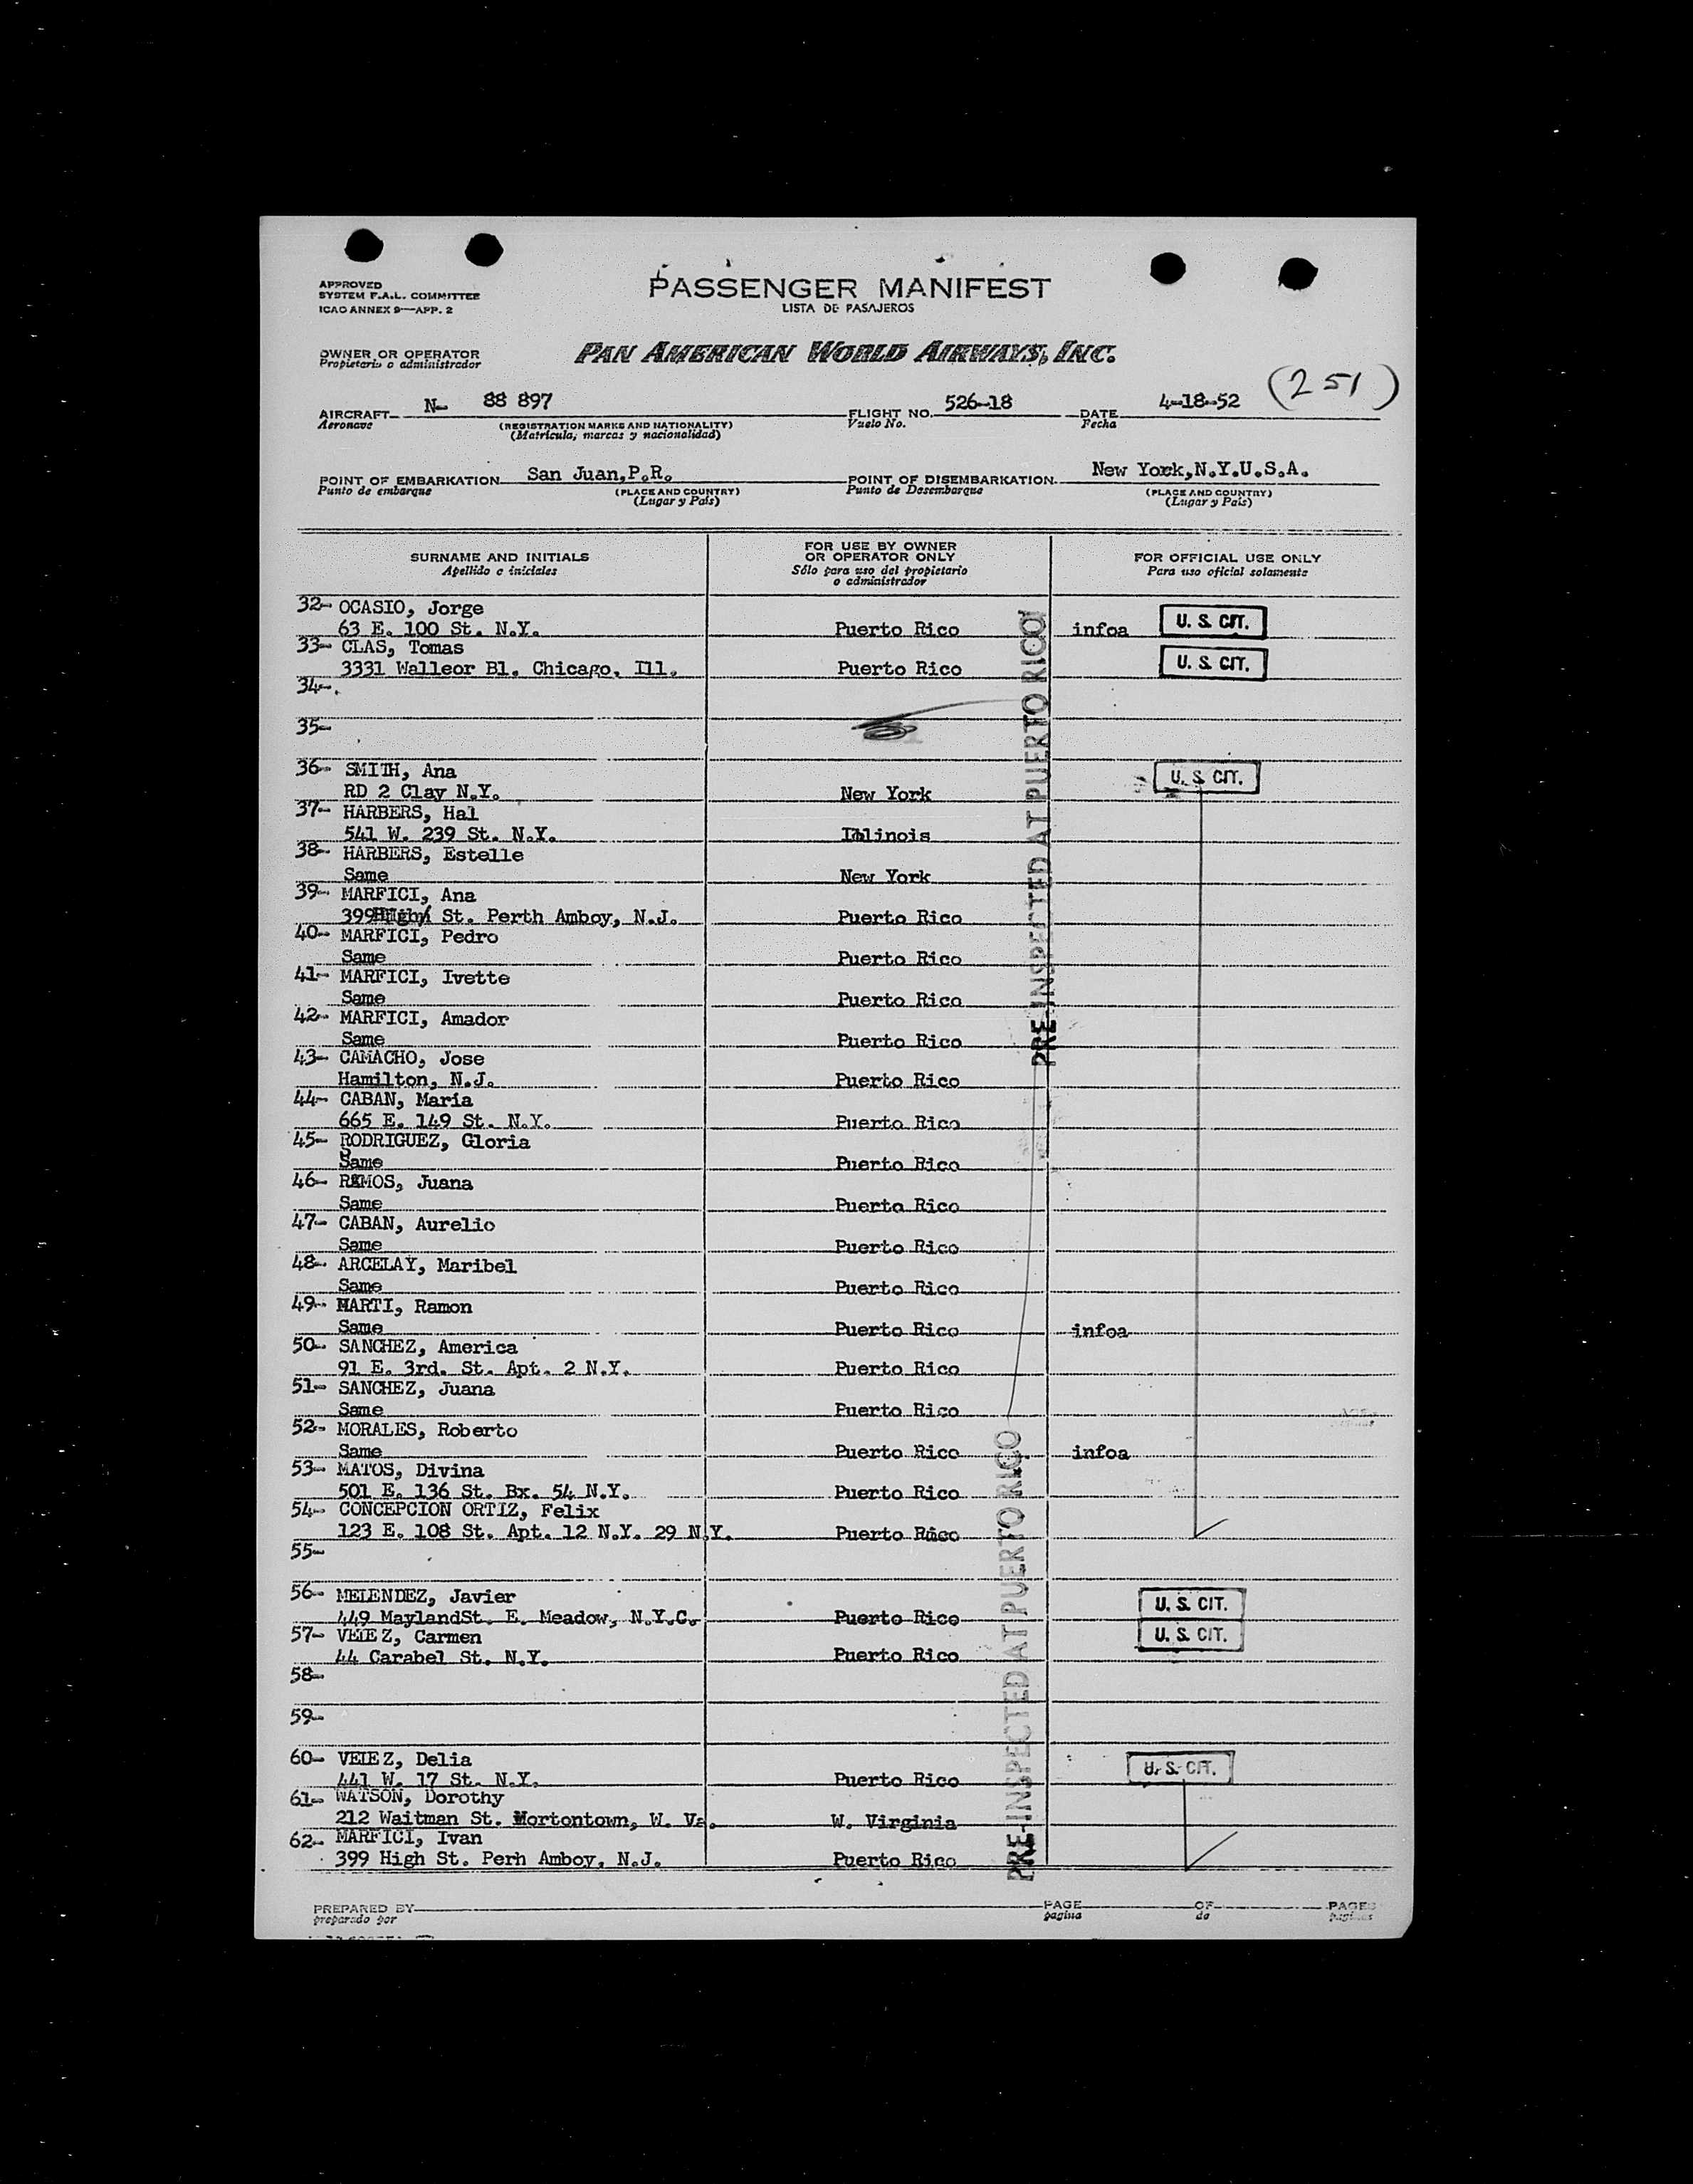 APPROVED
SYSTEM F.A.L. COMMITTEE
ICAO ANNEX 9—APP. 2
PASSENGER MANIFEST
LISTA DE PASAJEROS
OWNER OR OPERATOR
Propietario o administrador
PAN AMERICAN WORLD AIRWAYS, INC.
(251)
AIRCRAFT N- 88 897 FLIGHT NO. 526-18 DATE 4-18-52
Aeronave (REGISTRATION MARKS AND NATIONALITY) Vuelo No. Fecha
(Matrícula, marcas y nacionalidad)
POINT OF EMBARKATION San Juan,P.R. POINT OF DISEMBARKATION New York,N.Y.U.S.A.
Punto de embarque (PLACE AND COUNTRY) Punto de Desembarque (PLACE AND COUNTRY)
(Lugar y País) (Lugar y País)
SURNAME AND INITIALS
Apellido e iniciales
FOR USE BY OWNER
OR OPERATOR ONLY
Sólo para uso del propietario
o administrador
FOR OFFICIAL USE ONLY
Para uso oficial solamente
32- OCASIO, Jorge
63 E. 100 St. N.Y. Puerto Rico infoa U. S. CIT.
33- CLAS, Tomas
3331 Walleor Bl. Chicago, Ill. Puerto Rico U. S. CIT.
34-.
35-
36- SMITH, Ana U. S. CIT.
RD 2 Clay N.Y. New York
37- HARBERS, Hal
541 W. 239 St. N.Y. Illinois
38- HARBERS, Estelle
Same New York
39- MARFICI, Ana
399 High St. Perth Amboy, N.J. Puerto Rico
40- MARFICI, Pedro
Same Puerto Rico
41- MARFICI, Ivette
Same Puerto Rico
42- MARFICI, Amador
Same Puerto Rico
43- CAMACHO, Jose
Hamilton, N.J. Puerto Rico
44- CABAN, Maria
665 E. 149 St. N.Y. Puerto Rico
45- RODRIGUEZ, Gloria
Same Puerto Rico
46- RAMOS, Juana
Same Puerto Rico
47- CABAN, Aurelio
Same Puerto Rico
48- ARCELAY, Maribel
Same Puerto Rico
49- MARTI, Ramon
Same Puerto Rico infoa
50- SANCHEZ, America
91 E. 3rd. St. Apt. 2 N.Y. Puerto Rico
51- SANCHEZ, Juana
Same Puerto Rico
52- MORALES, Roberto
Same Puerto Rico infoa
53- MATOS, Divina
501 E. 136 St. Bx. 54 N.Y. Puerto Rico
54- CONCEPCION ORTIZ, Felix
123 E. 108 St. Apt. 12 N.Y. 29 N.Y. Puerto Rico
55-
56- MELENDEZ, Javier U. S. CIT.
449 MaylandSt. E. Meadow, N.Y.C. Puerto Rico
57- VELEZ, Carmen U. S. CIT.
44 Carabel St. N.Y. Puerto Rico
58-
59-
60- VELEZ, Delia U. S. CIT.
441 W. 17 St. N.Y. Puerto Rico
61- WATSON, Dorothy
212 Waitman St. Mortontown, W. Va. W. Virginia
62- MARFICI, Ivan
399 High St. Perh Amboy, N.J. Puerto Rico
PRE-INSPECTED AT PUERTO RICO
PRE-INSPECTED AT PUERTO RICO
PREPARED BY PAGE OF PAGES
preparado por pagina de paginas